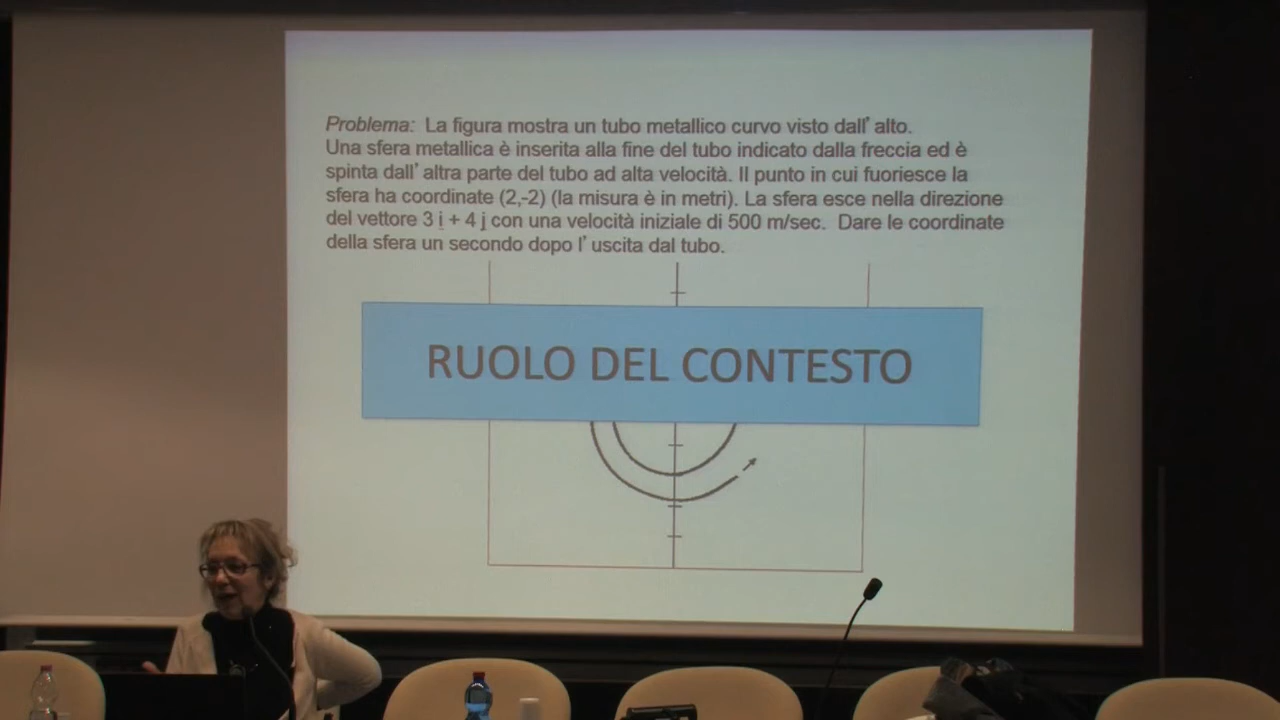 Problema: La figura mostra un tubo metallico curvo visto dall' alto.
Una sfera metallica è inserita alla fine del tubo indicato dalla freccia ed è
spinta dall' altra parte del tubo ad alta velocità. Il punto in cui fuoriesce la
sfera ha coordinate (2,-2) (la misura è in metri). La sfera esce nella direzione
del vettore 3 i + 4 j con una velocità iniziale di 500 m/sec. Dare le coordinate
della sfera un secondo dopo l' uscita dal tubo.
RUOLO DEL CONTESTO